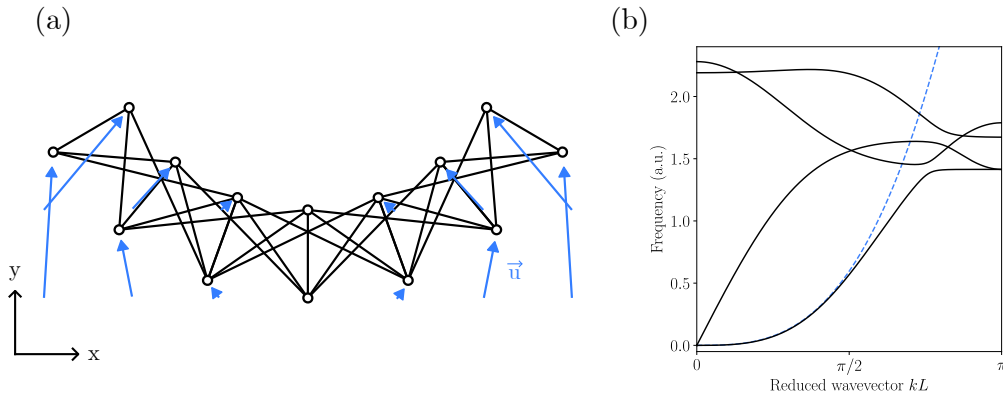 (a)
y
x
u
(b)
Frequency (a.u.)
2.0
1.5
1.0
0.5
0.0
0
π/2
π
Reduced wavevector kL